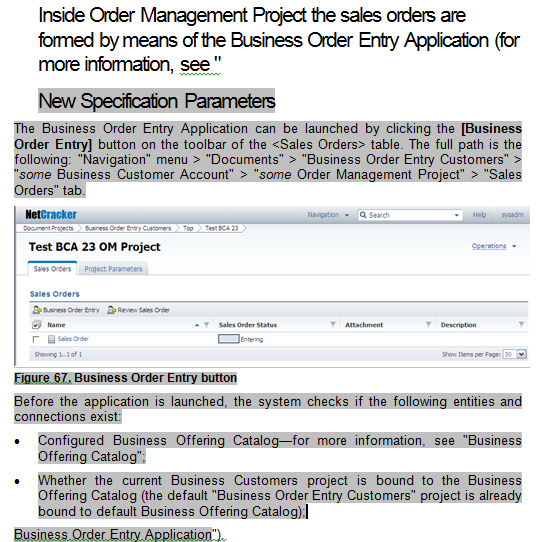 Inside Order Management Project the sales orders are
formed by means of the Business Order Entry Application (for
more information, see "
New Specification Parameters
The Business Order Entry Application can be launched by clicking the [Business
Order Entry] button on the toolbar of the <Sales Orders> table. The full path is the
following: "Navigation" menu > "Documents" > "Business Order Entry Customers" >
"some Business Customer Account" > "some Order Management Project" > "Sales
Orders" tab.
NetCracker Navigation Search Help sysadm
Document Projects Business Order Entry Customers Top Test BCA 23
Test BCA 23 OM Project Operations
Sales Orders Project Parameters
Sales Orders
Business Order Entry Review Sales Order
Name Sales Order Status Attachment Description
Sales Order Entering
Showing 1...1 of 1 Show Items per Page: 50
Figure 67, Business Order Entry button
Before the application is launched, the system checks if the following entities and
connections exist:
• Configured Business Offering Catalog—for more information, see "Business
Offering Catalog";
• Whether the current Business Customers project is bound to the Business
Offering Catalog (the default "Business Order Entry Customers" project is already
bound to default Business Offering Catalog);
Business Order Entry Application").